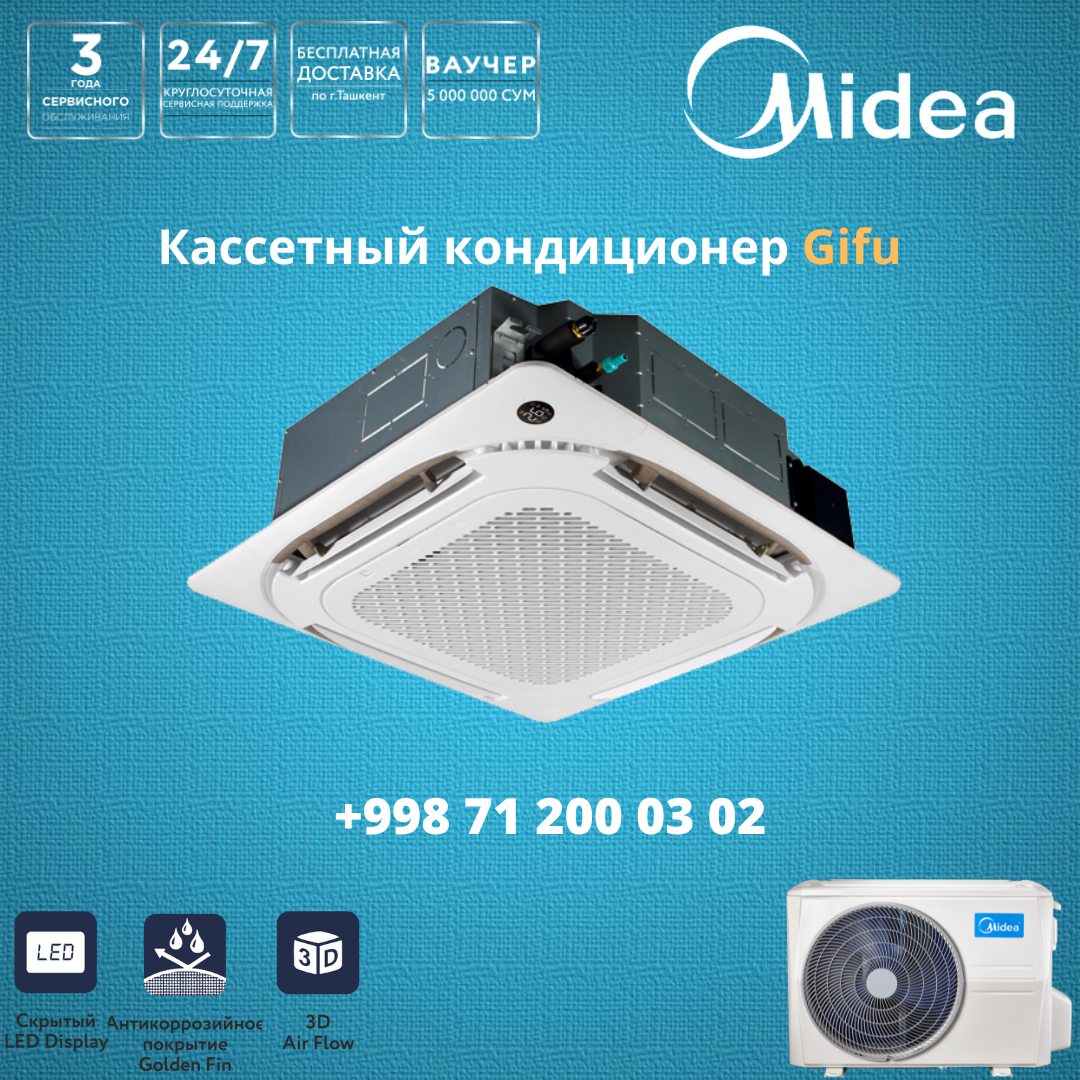 3
ГОДА
СЕРВИСНОГО
ОБСЛУЖИВАНИЯ
24/7
КРУГЛОСУТОЧНАЯ
СЕРВИСНАЯ ПОДДЕРЖКА
БЕСПЛАТНАЯ
ДОСТАВКА
по г.Ташкент
ВАУЧЕР
5 000 000 СУМ
Midea
Кассетный кондиционер Gifu
26
+998 71 200 03 02
Midea
LED
3D
Скрытый
LED Display
Антикоррозийное
покрытие
Golden Fin
3D
Air Flow